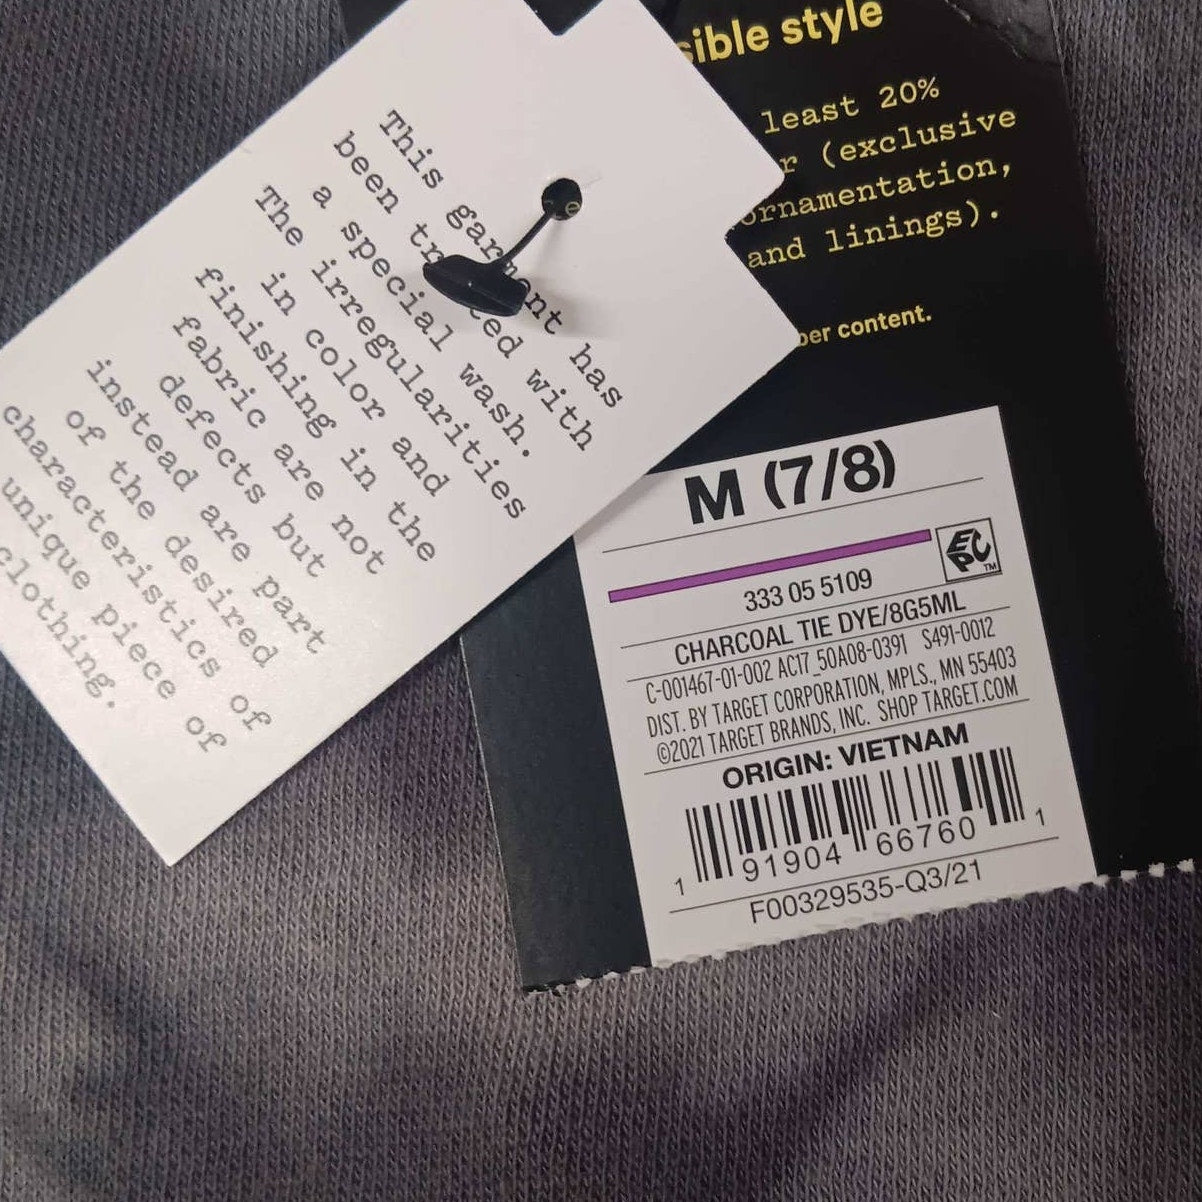 This garment has
been treated with
a special wash.
The irregularities
in color and
finishing in the
fabric are not
defects but
instead are part
of the desired
characteristics of
unique piece of
clothing.
style
least 20%
(exclusive
ornamentation,
and linings).
content.
M (7/8)
EPC™
333 05 5109
CHARCOAL TIE DYE/8G5ML
C-001467-01-002 AC17_50A08-0391 S491-0012
DIST. BY TARGET CORPORATION, MPLS., MN 55403
©2021 TARGET BRANDS, INC. SHOP TARGET.COM
ORIGIN: VIETNAM
1 91904 66760 1
F00329535-Q3/21